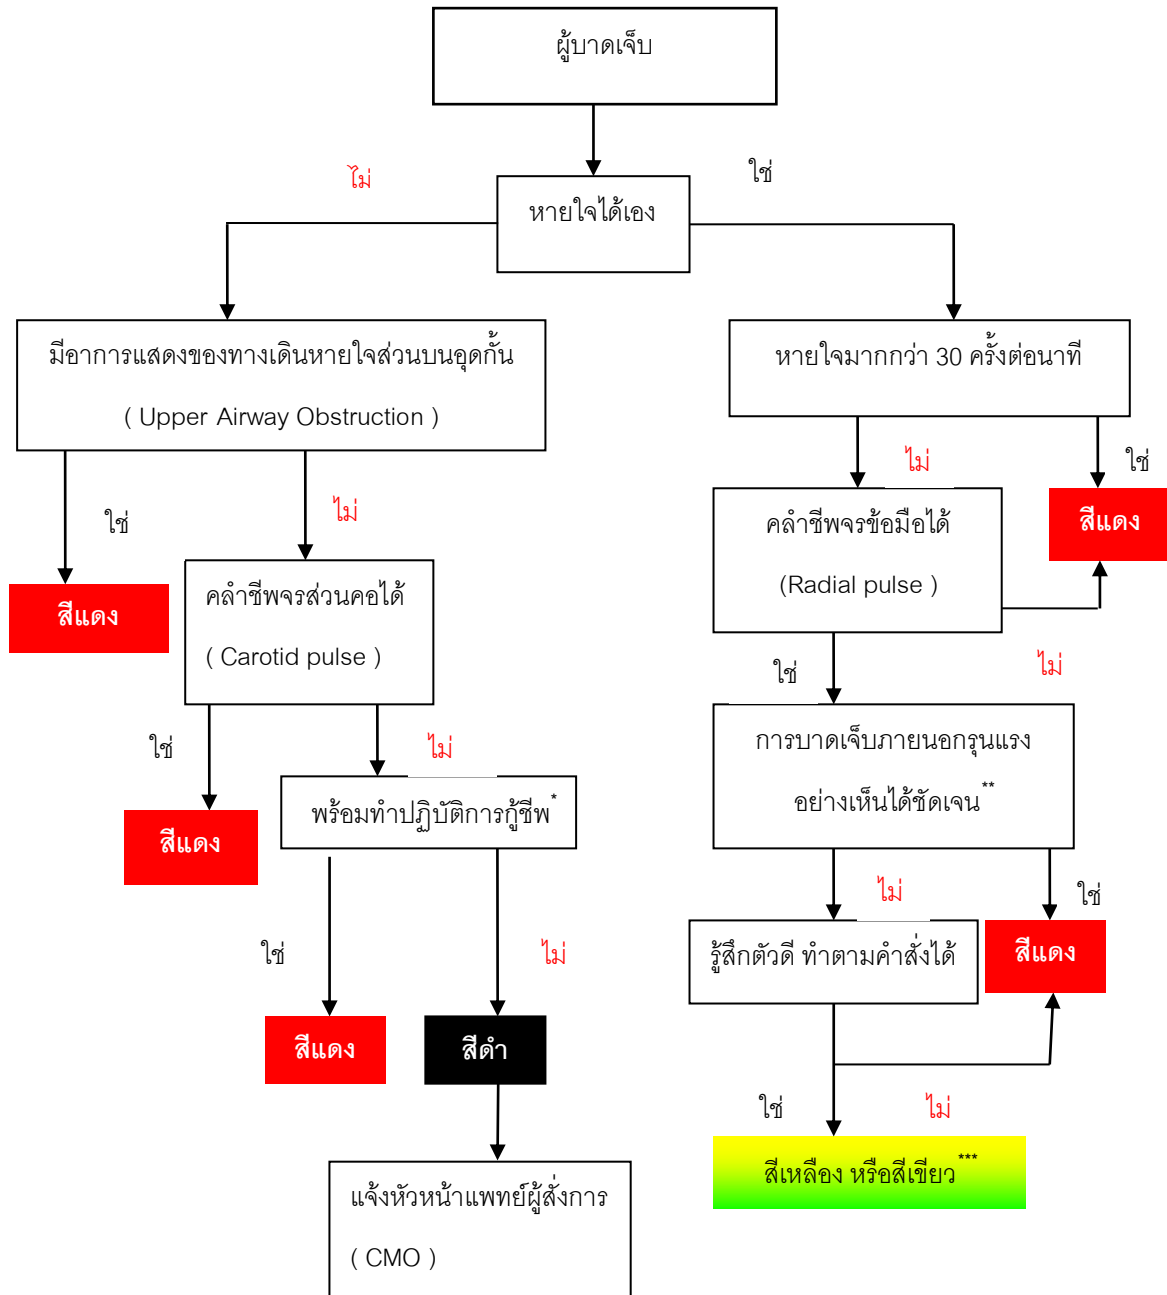 ผู้บาดเจ็บ
ไม่
ใช่
หายใจได้เอง
มีอาการแสดงของทางเดินหายใจส่วนบนอุดกั้น
( Upper Airway Obstruction )
หายใจมากกว่า 30 ครั้งต่อนาที
ใช่
ไม่
ไม่
ใช่
สีแดง
คลำชีพจรส่วนคอได้
( Carotid pulse )
คลำชีพจรข้อมือได้
(Radial pulse )
สีแดง
ใช่
ไม่
ใช่
ไม่
สีแดง
พร้อมทำปฏิบัติการกู้ชีพ*
การบาดเจ็บภายนอกรุนแรง
อย่างเห็นได้ชัดเจน**
ใช่
ไม่
ไม่
ใช่
สีแดง
สีดำ
รู้สึกตัวดี ทำตามคำสั่งได้
สีแดง
ใช่
ไม่
แจ้งหัวหน้าแพทย์ผู้สั่งการ
( CMO )
สีเหลือง หรือสีเขียว***